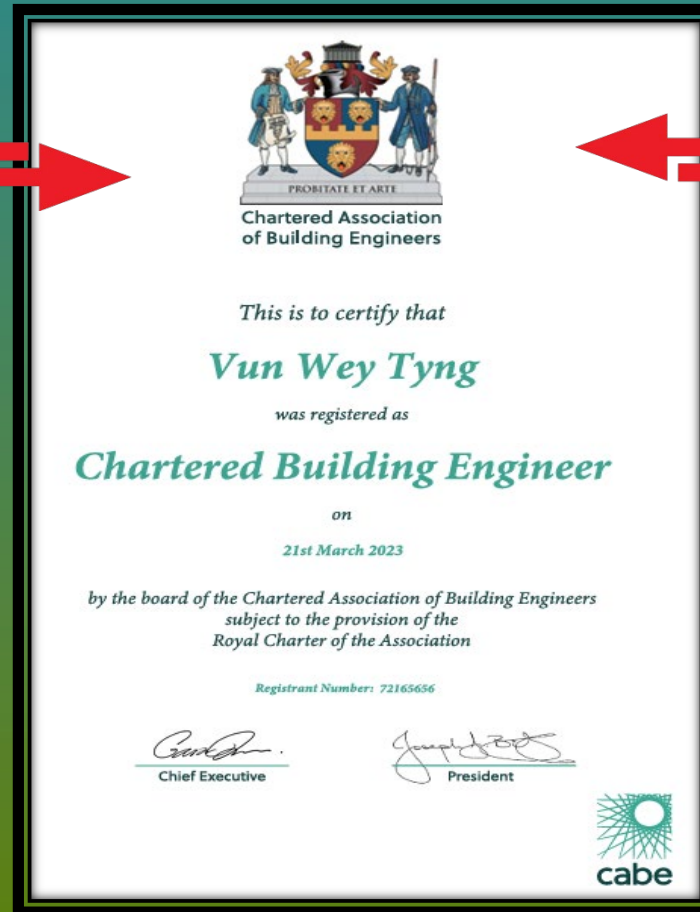 PROBITATE ET ARTE
Chartered Association
of Building Engineers
This is to certify that
Vun Wey Tyng
was registered as
Chartered Building Engineer
on
21st March 2023
by the board of the Chartered Association of Building Engineers
subject to the provision of the
Royal Charter of the Association
Registrant Number: 72165656
Chief Executive
President
cabe